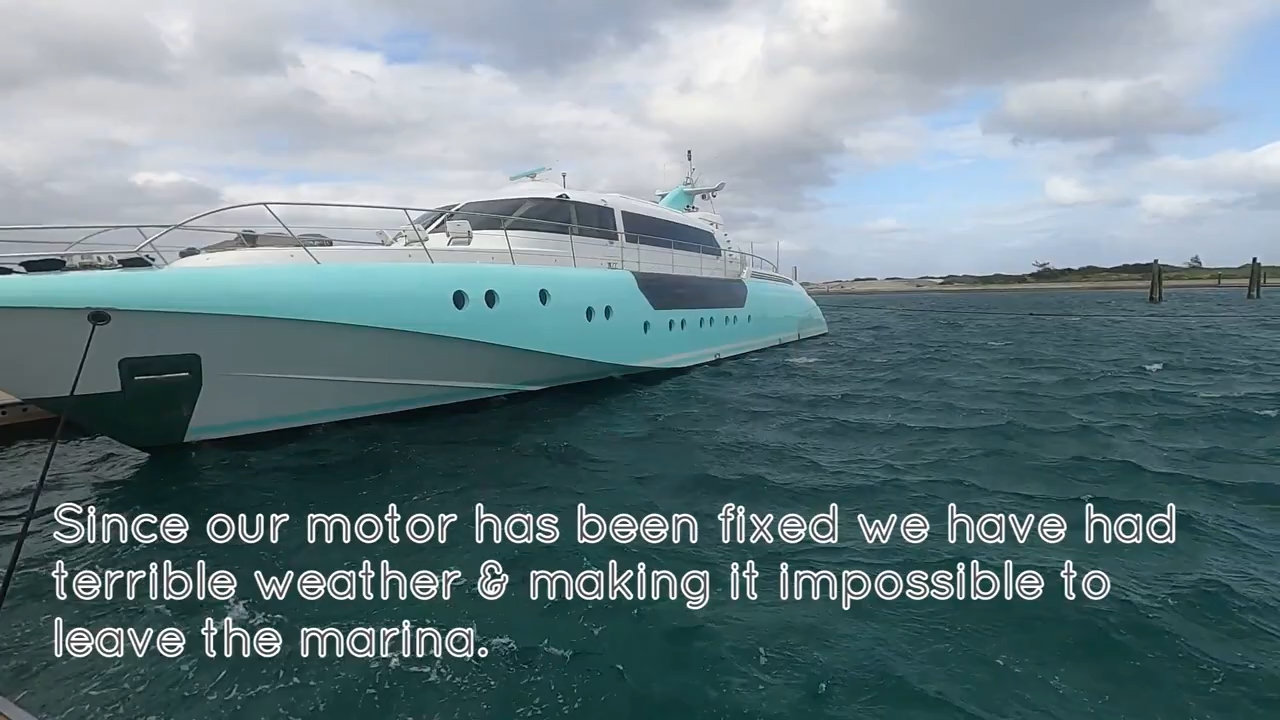 Since our motor has been fixed we have had
terrible weather & making it impossible to
leave the marina.